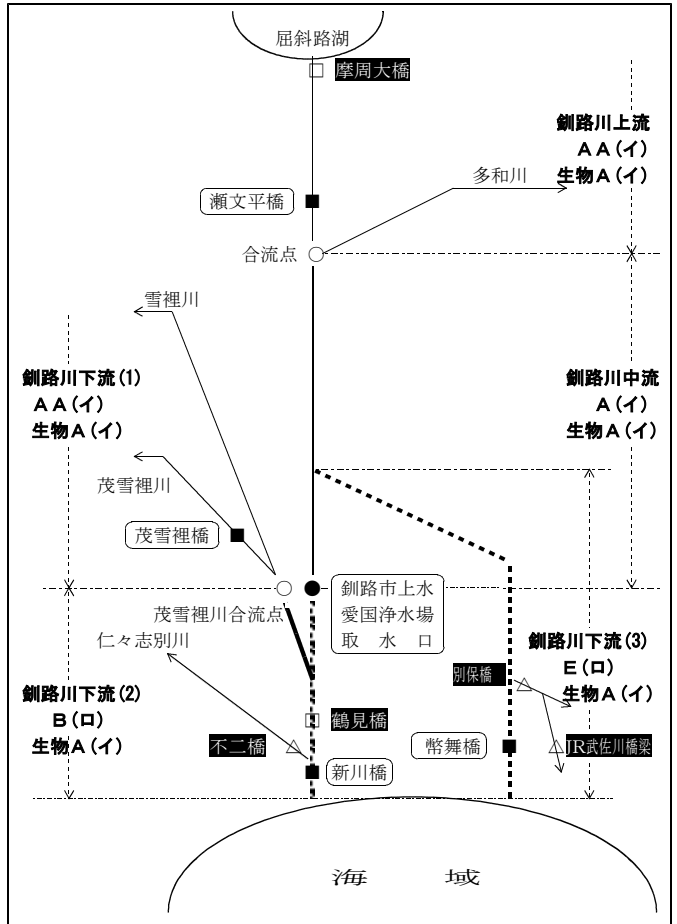 屈斜路湖
摩周大橋
釧路川上流
ＡＡ(イ)
生物Ａ(イ)
多和川
瀬文平橋
合流点
雪裡川
釧路川下流(1)
ＡＡ(イ)
生物Ａ(イ)
釧路川中流
Ａ(イ)
生物Ａ(イ)
茂雪裡川
茂雪裡橋
釧路市上水
愛国浄水場
取　水　口
茂雪裡川合流点
仁々志別川
釧路川下流(3)
Ｅ(ロ)
生物Ａ(イ)
別保橋
釧路川下流(2)
Ｂ(ロ)
生物Ａ(イ)
鶴見橋
不二橋
幣舞橋
JR武佐川橋梁
新川橋
海　域